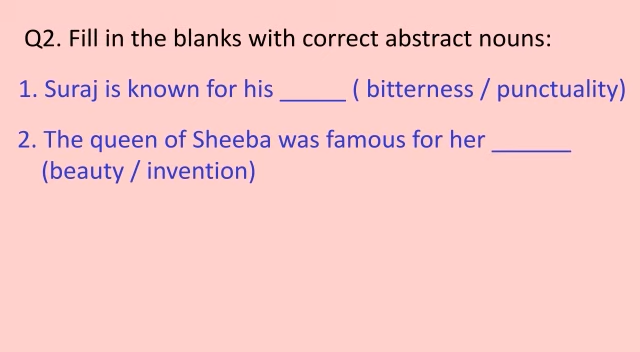 Q2. Fill in the blanks with correct abstract nouns:
1. Suraj is known for his _____ ( bitterness / punctuality)
2. The queen of Sheeba was famous for her ______
(beauty / invention)